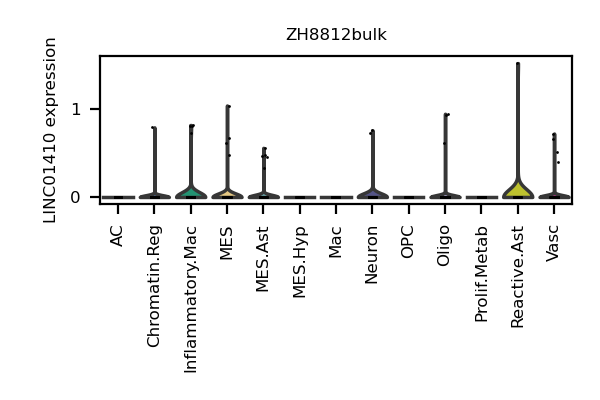 ZH8812bulk
LINC01410 expression
1
0
AC
Chromatin.Reg
Inflammatory.Mac
MES
MES.Ast
MES.Hyp
Mac
Neuron
OPC
Oligo
Prolif.Metab
Reactive.Ast
Vasc